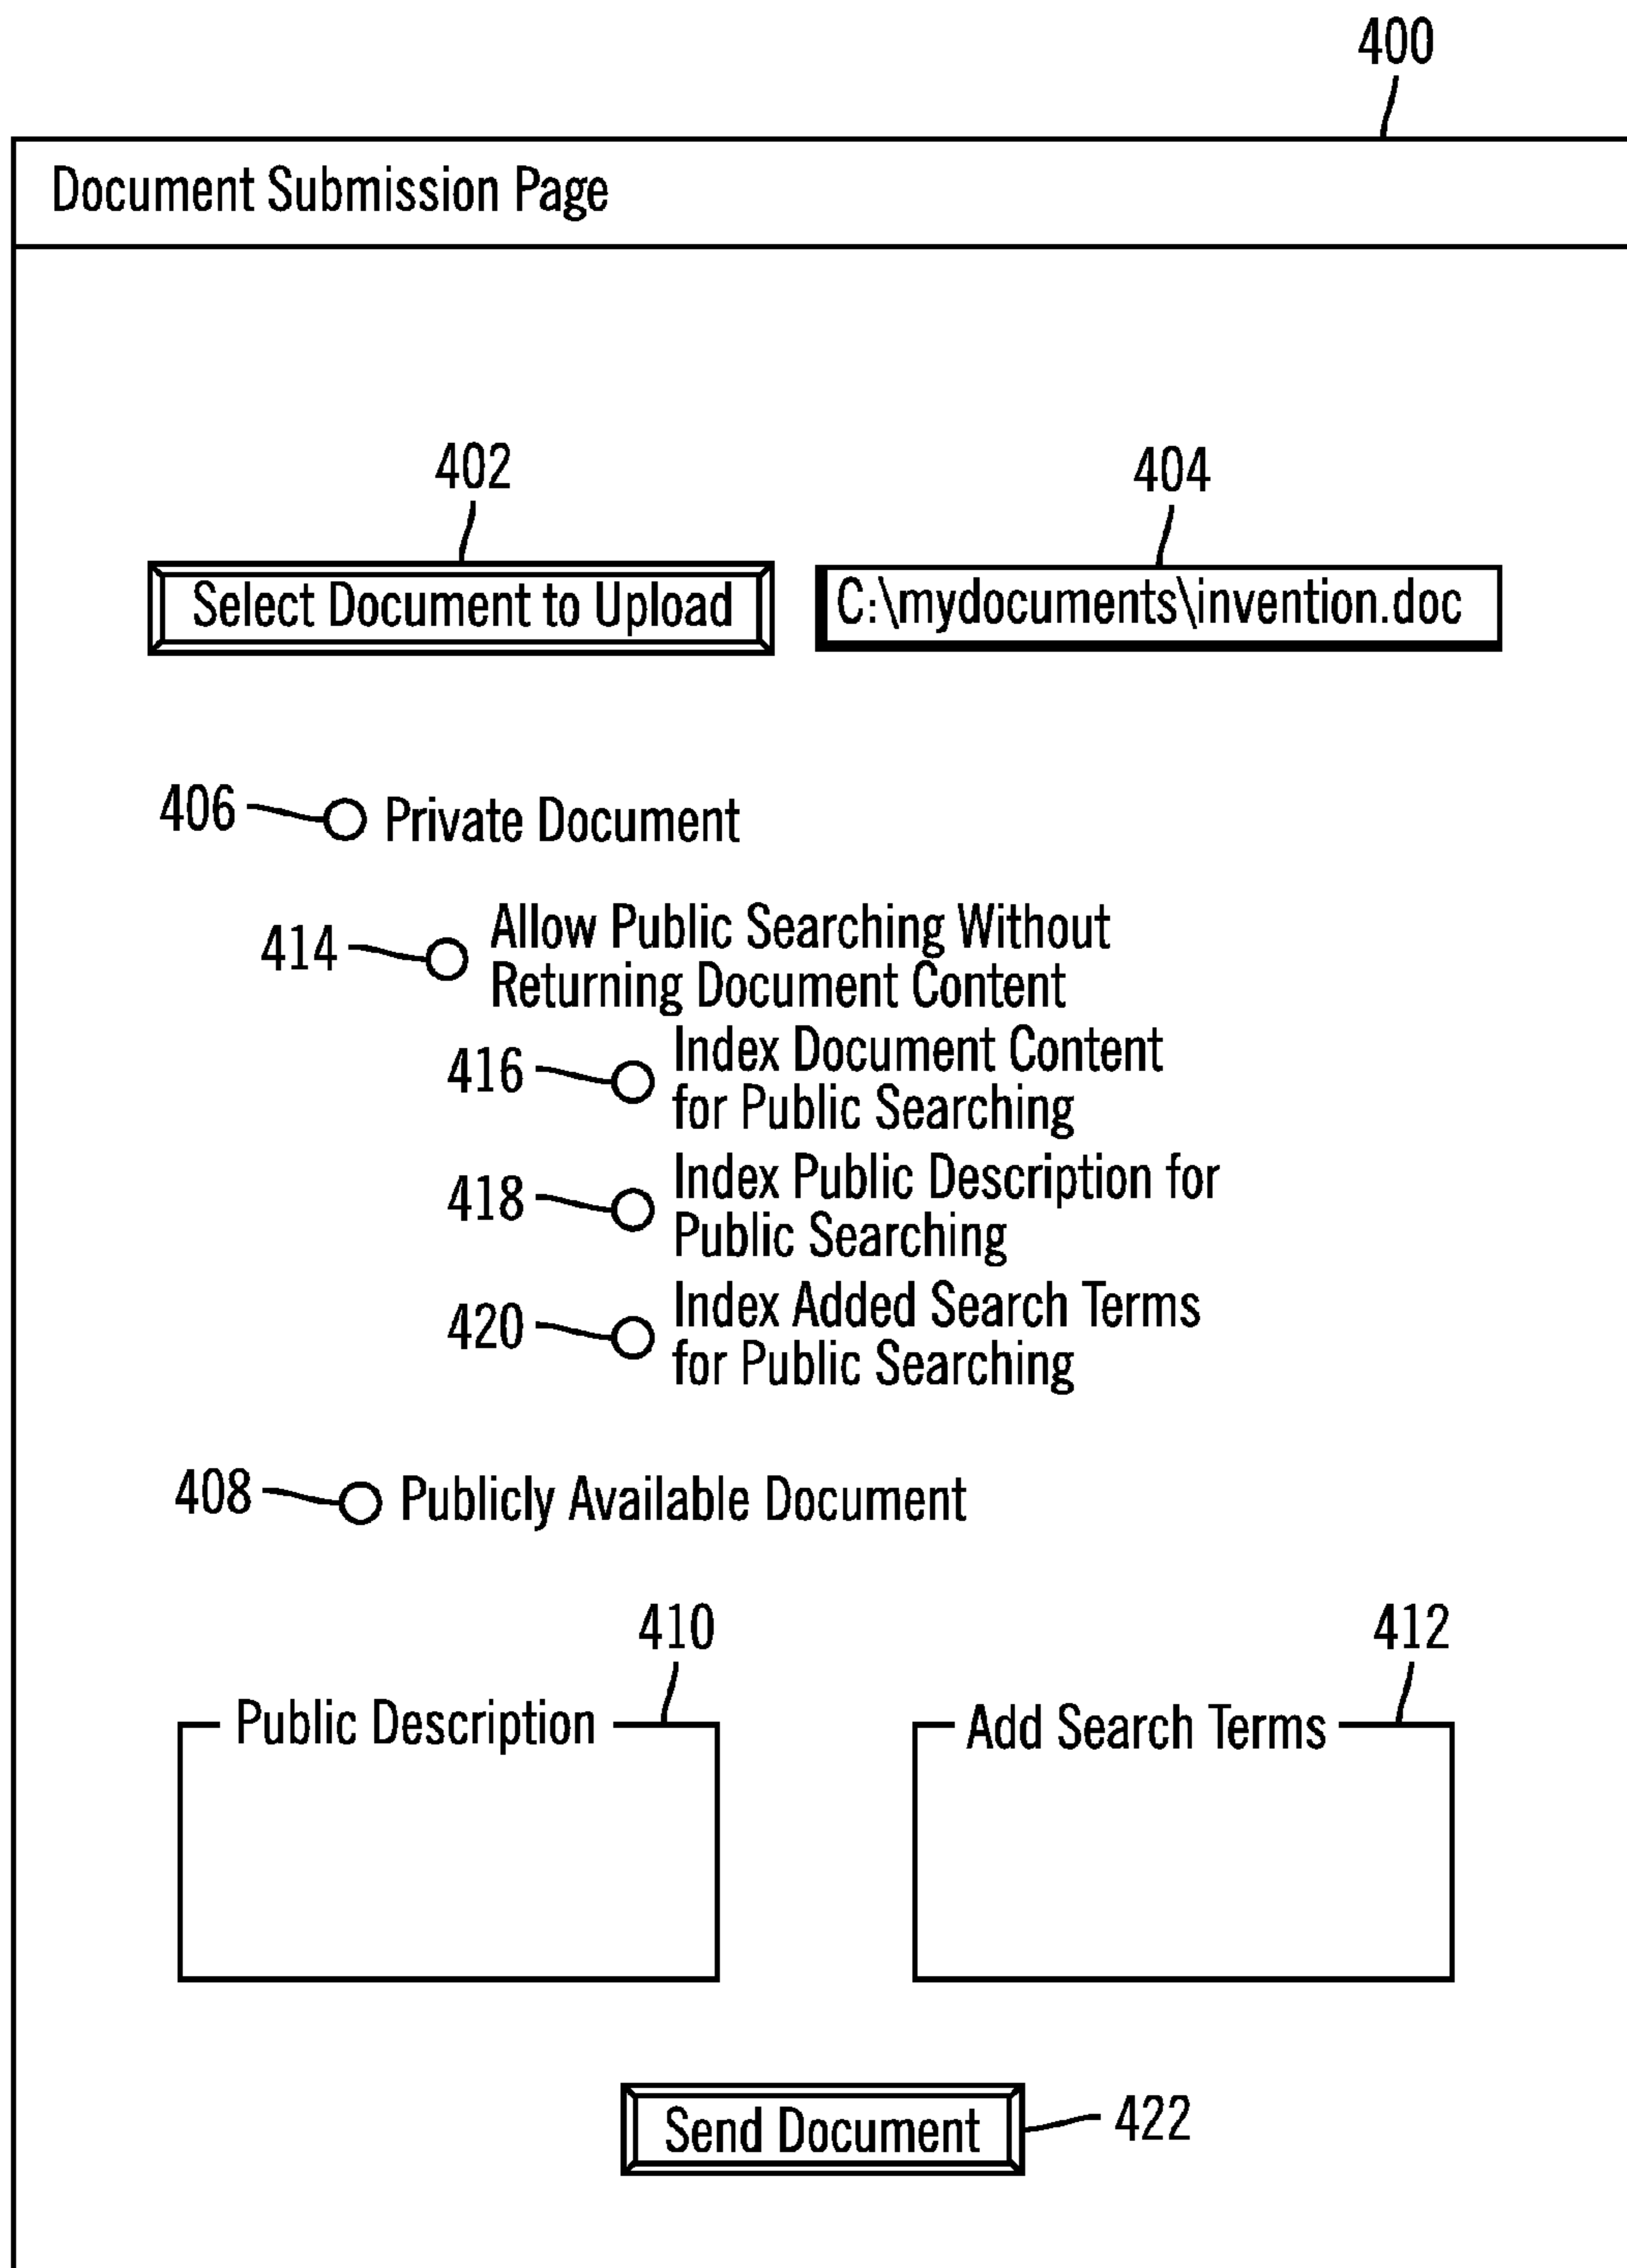 400
Document Submission Page
402
404
Select Document to Upload
C:\mydocuments\invention.doc
406
Private Document
414
Allow Public Searching Without
Returning Document Content
416
Index Document Content
for Public Searching
418
Index Public Description for
Public Searching
420
Index Added Search Terms
for Public Searching
408
Publicly Available Document
410
412
Public Description
Add Search Terms
Send Document
422